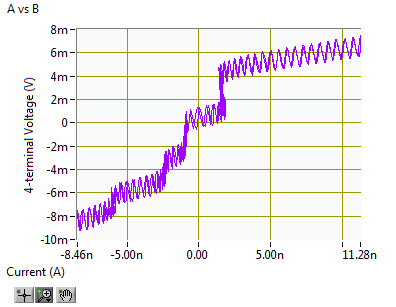 A vs B
8m
6m
4m
2m
0
-2m
-4m
-6m
-8m
-10m
4-terminal Voltage (V)
-8.46n -5.00n 0.00 5.00n 11.28n
Current (A)